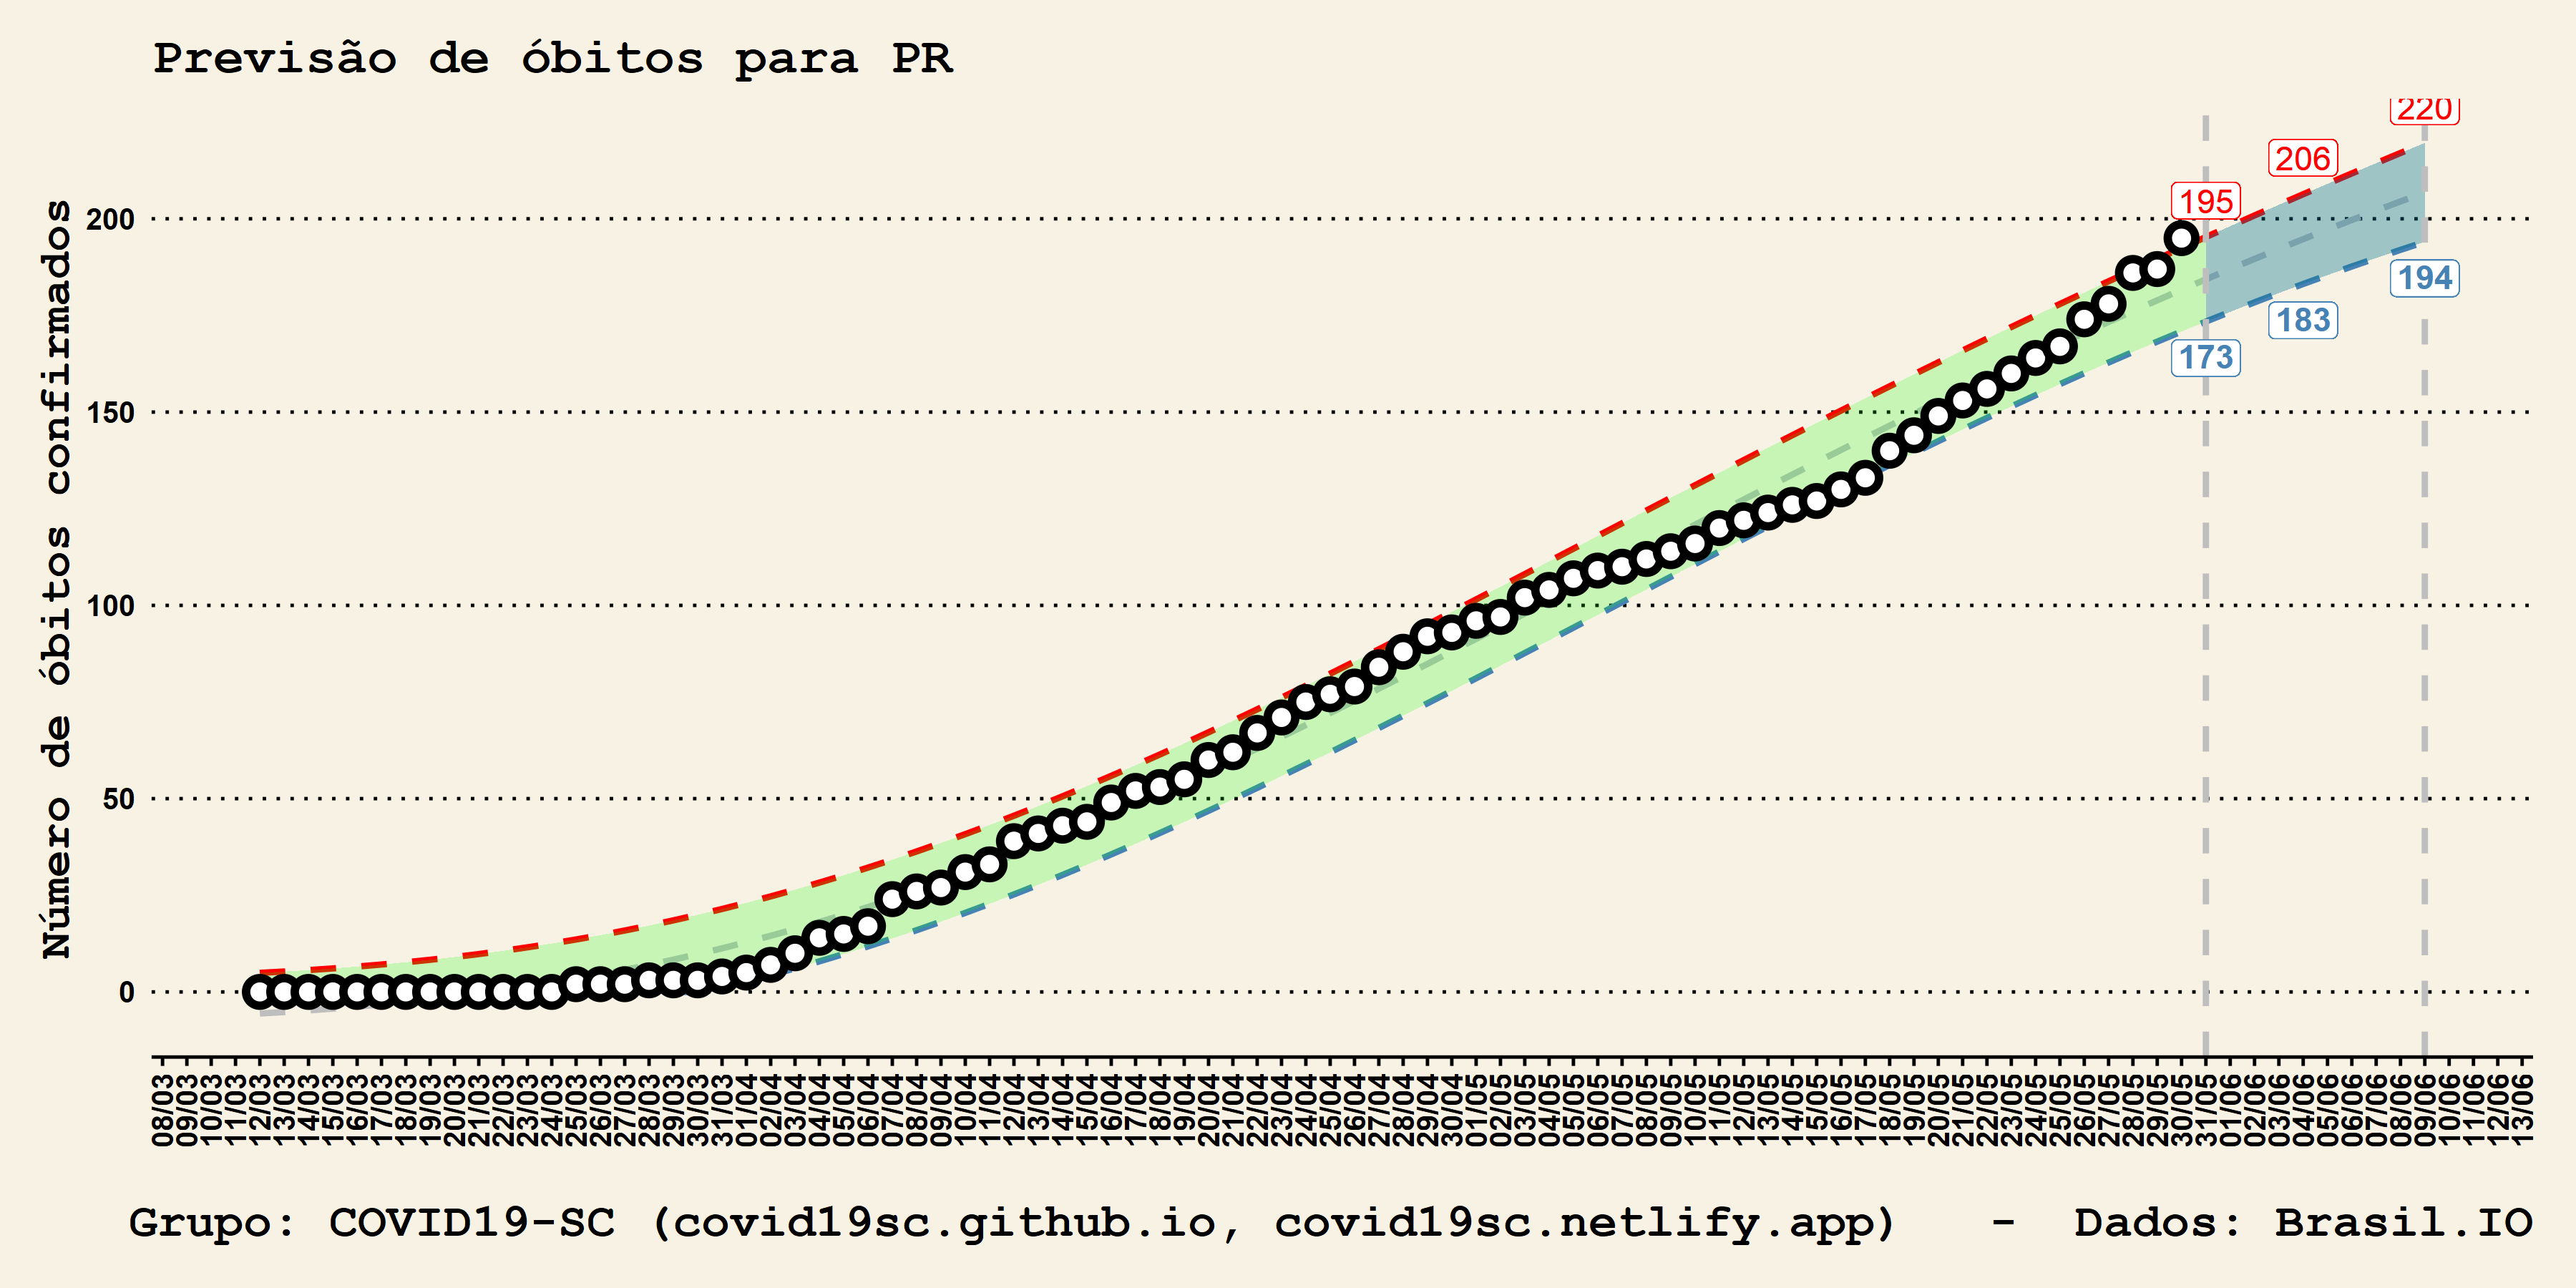 Previsão de óbitos para PR
Número de óbitos confirmados
200
150
100
50
0
220
206
195
194
183
173
08/03 09/03 10/03 11/03 12/03 13/03 14/03 15/03 16/03 17/03 18/03 19/03 20/03 21/03 22/03 23/03 24/03 25/03 26/03 27/03 28/03 29/03 30/03 31/03 01/04 02/04 03/04 04/04 05/04 06/04 07/04 08/04 09/04 10/04 11/04 12/04 13/04 14/04 15/04 16/04 17/04 18/04 19/04 20/04 21/04 22/04 23/04 24/04 25/04 26/04 27/04 28/04 29/04 30/04 01/05 02/05 03/05 04/05 05/05 06/05 07/05 08/05 09/05 10/05 11/05 12/05 13/05 14/05 15/05 16/05 17/05 18/05 19/05 20/05 21/05 22/05 23/05 24/05 25/05 26/05 27/05 28/05 29/05 30/05 31/05 01/06 02/06 03/06 04/06 05/06 06/06 07/06 08/06 09/06 10/06 11/06 12/06 13/06
Grupo: COVID19-SC (covid19sc.github.io, covid19sc.netlify.app) - Dados: Brasil.IO